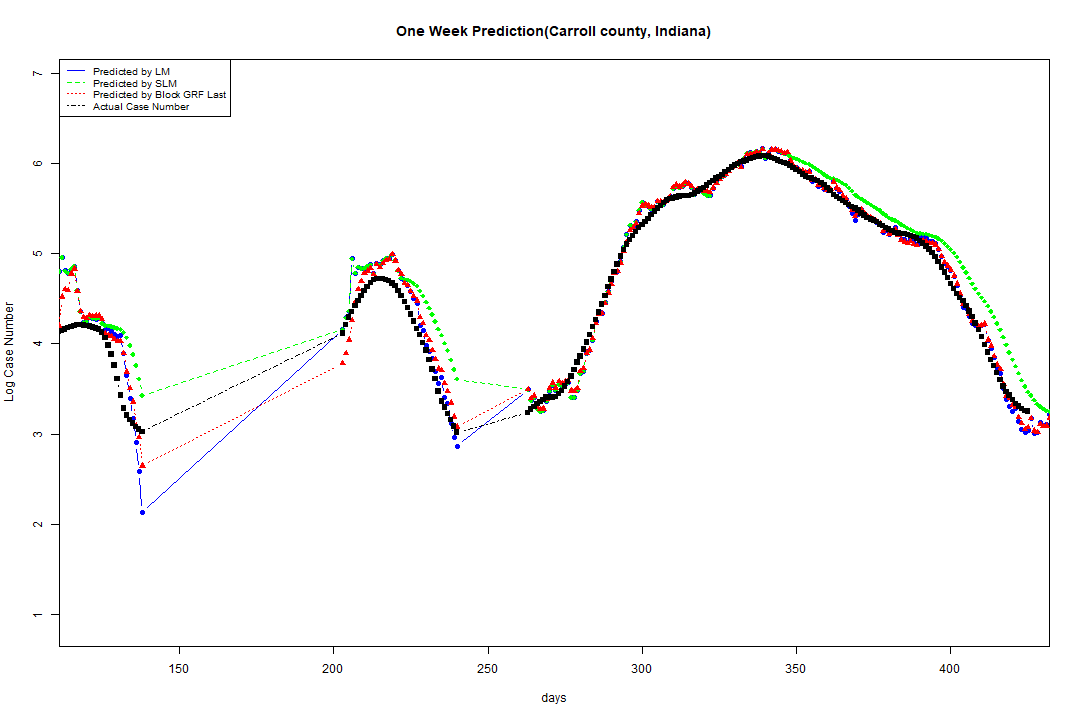 One Week Prediction(Carroll county, Indiana)
Predicted by LM
Predicted by SLM
Predicted by Block GRF Last
Actual Case Number
Log Case Number
7
6
5
4
3
2
1
150
200
250
300
350
400
days